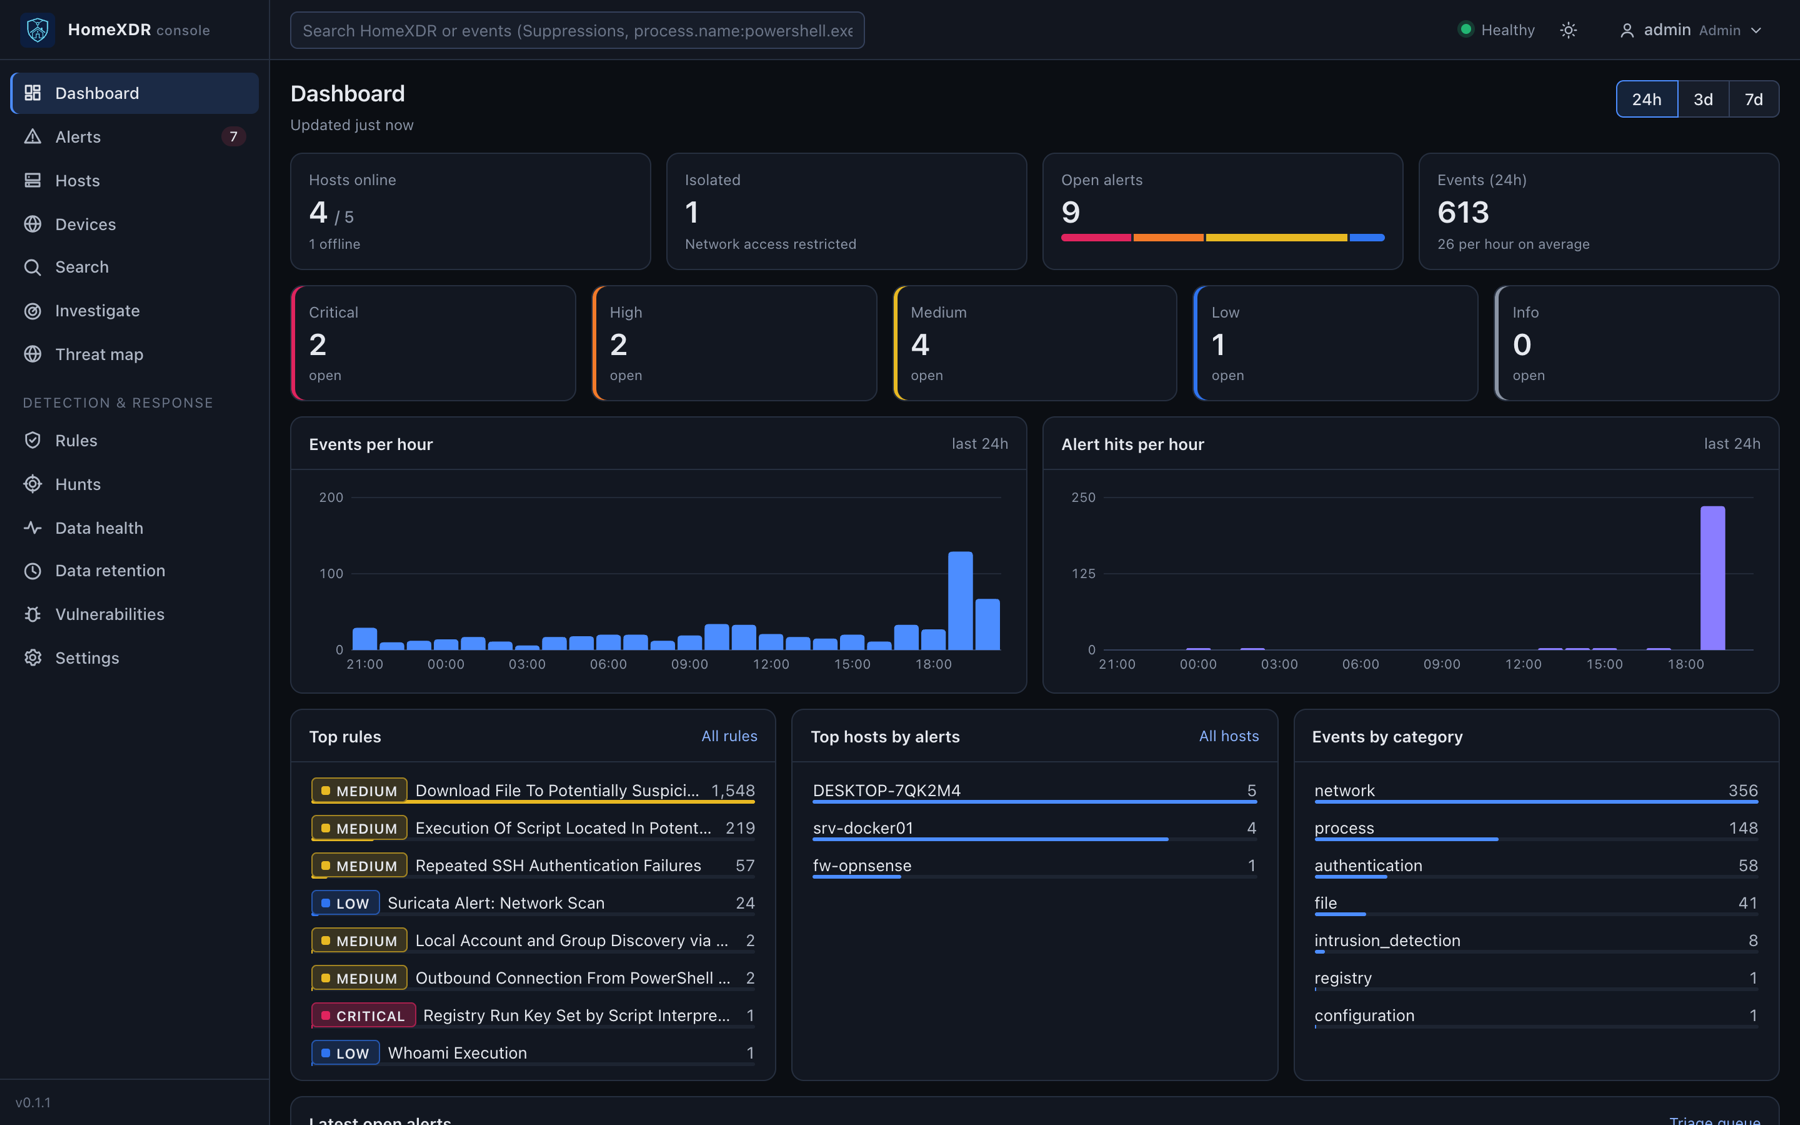 HomeXDR console
Search HomeXDR or events (Suppressions, process.name:powershell.exe
Healthy
admin Admin
Dashboard
Alerts 7
Hosts
Devices
Search
Investigate
Threat map
DETECTION & RESPONSE
Rules
Hunts
Data health
Data retention
Vulnerabilities
Settings
v0.1.1
Dashboard
Updated just now
24h 3d 7d
Hosts online
4 / 5
1 offline
Isolated
1
Network access restricted
Open alerts
9
Events (24h)
613
26 per hour on average
Critical
2
open
High
2
open
Medium
4
open
Low
1
open
Info
0
open
Events per hour last 24h
200
100
0
21:00 00:00 03:00 06:00 09:00 12:00 15:00 18:00
Alert hits per hour last 24h
250
125
0
21:00 00:00 03:00 06:00 09:00 12:00 15:00 18:00
Top rules All rules
MEDIUM Download File To Potentially Suspici... 1,548
MEDIUM Execution Of Script Located In Potent... 219
MEDIUM Repeated SSH Authentication Failures 57
LOW Suricata Alert: Network Scan 24
MEDIUM Local Account and Group Discovery via ... 2
MEDIUM Outbound Connection From PowerShell ... 2
CRITICAL Registry Run Key Set by Script Interpre... 1
LOW Whoami Execution 1
Top hosts by alerts All hosts
DESKTOP-7QK2M4 5
srv-docker01 4
fw-opnsense 1
Events by category
network 356
process 148
authentication 58
file 41
intrusion_detection 8
registry 1
configuration 1
Latest open alerts Triage queue